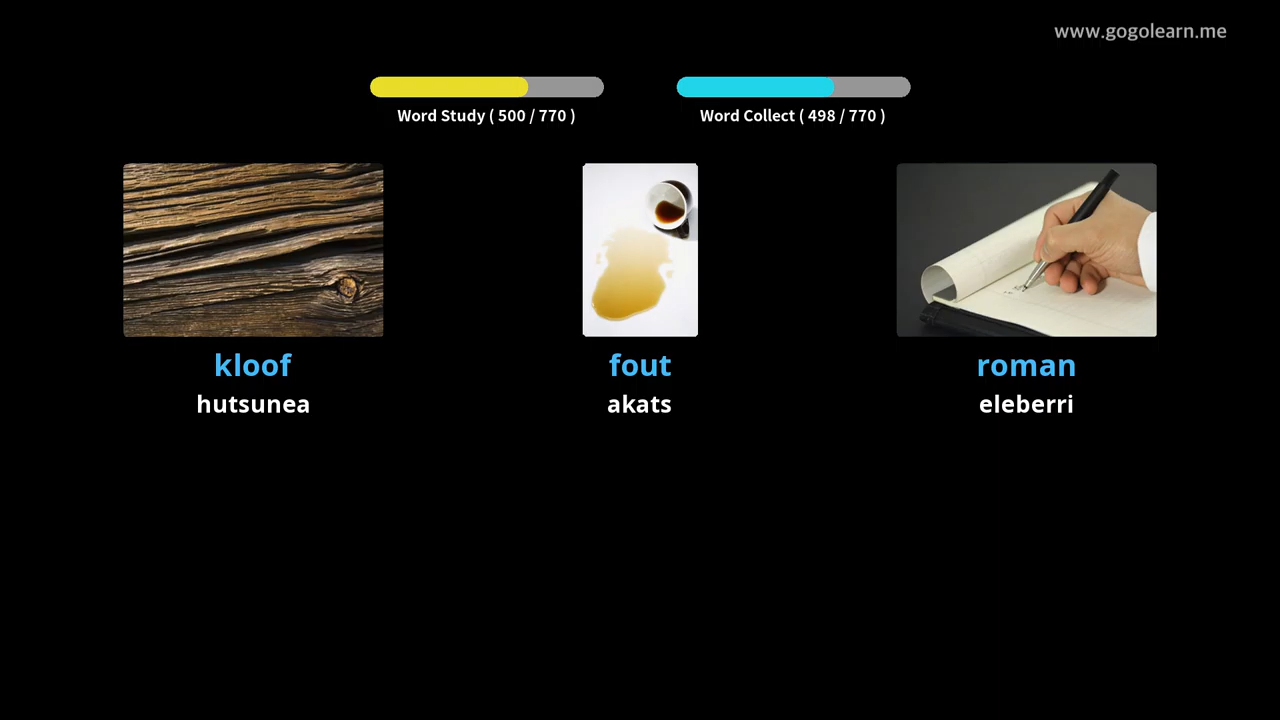 www.gogolearn.me
Word Study ( 500 / 770 )
Word Collect ( 498 / 770 )
kloof
fout
roman
hutsunea
akats
eleberri